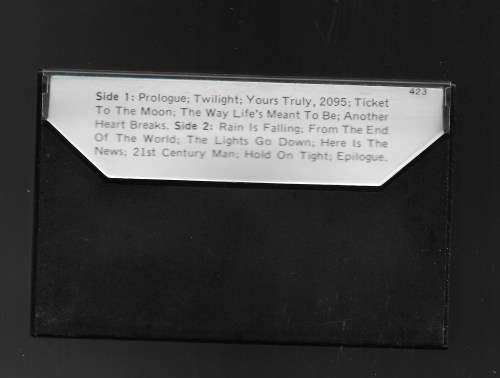 423
Side 1: Prologue; Twilight; Yours Truly, 2095; Ticket
To The Moon; The Way Life's Meant To Be; Another
Heart Breaks. Side 2: Rain Is Falling; From The End
Of The World; The Lights Go Down; Here Is The
News; 21st Century Man; Hold On Tight; Epilogue.